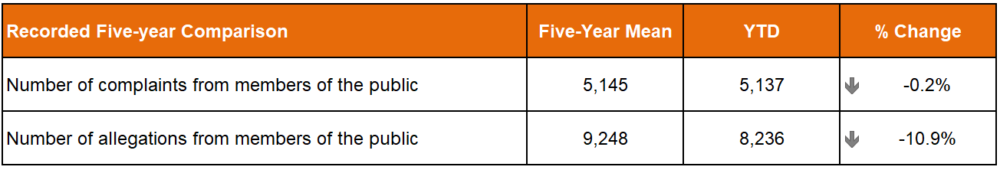 Recorded Five-year Comparison Five-Year Mean YTD % Change
Number of complaints from members of the public 5,145 5,137 -0.2%
Number of allegations from members of the public 9,248 8,236 -10.9%